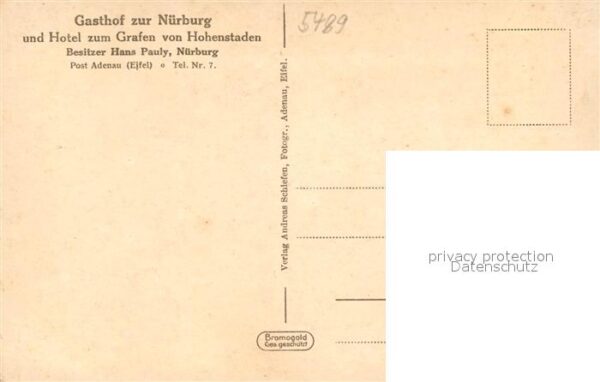 Gasthof zur Nürburg
und Hotel zum Grafen von Hohenstaden
Besitzer Hans Pauly, Nürburg
Post Adenau (Eifel) o Tel. Nr. 7.
5489
Verlag Andreas Schiefen, Fotogr., Adenau, Eifel.
privacy protection
Datenschutz
Bromogold
Ges. geschützt